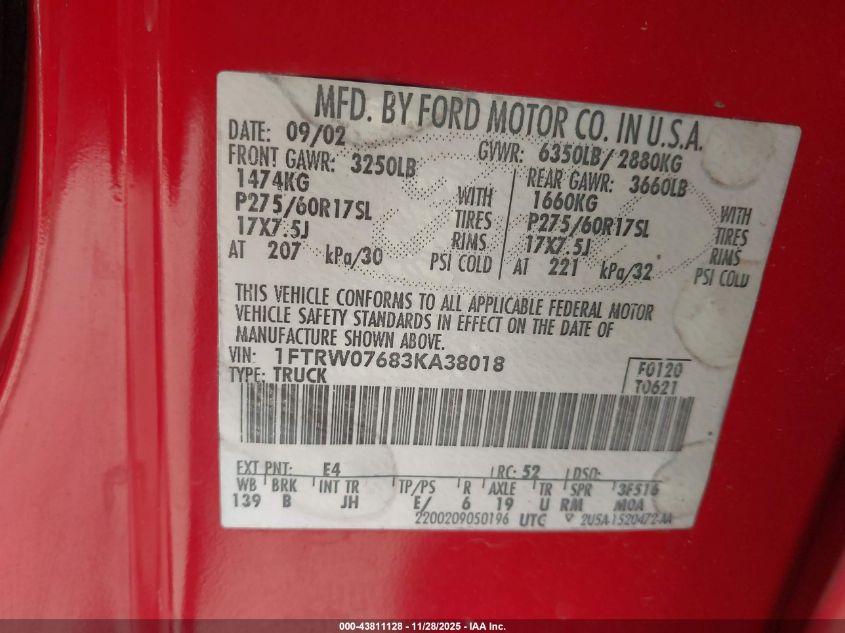 MFD. BY FORD MOTOR CO. IN U.S.A.
DATE: 09/02 GVWR: 6350LB/ 2880KG
FRONT GAWR: 3250LB REAR GAWR: 3660LB
1474KG WITH 1660KG WITH
P275/60R17SL TIRES P275/60R17SL TIRES
17X7.5J RIMS 17X7.5J RIMS
AT 207 kPa/30 PSI COLD AT 221 kPa/32 PSI COLD
THIS VEHICLE CONFORMS TO ALL APPLICABLE FEDERAL MOTOR
VEHICLE SAFETY STANDARDS IN EFFECT ON THE DATE OF
MANUFACTURE SHOWN ABOVE.
VIN: 1FTRW07683KA38018 F0120
TYPE: TRUCK T0621
EXT PNT: E4 RC: 52 DSO:
WB BRK INT TR TP/PS R AXLE TR SPR 3F516
139 B JH E/ 6 19 U RM MOA
2200209050196 UTC 2U5A-1520472-AA
000-43811128 - 11/28/2025 - IAA Inc.